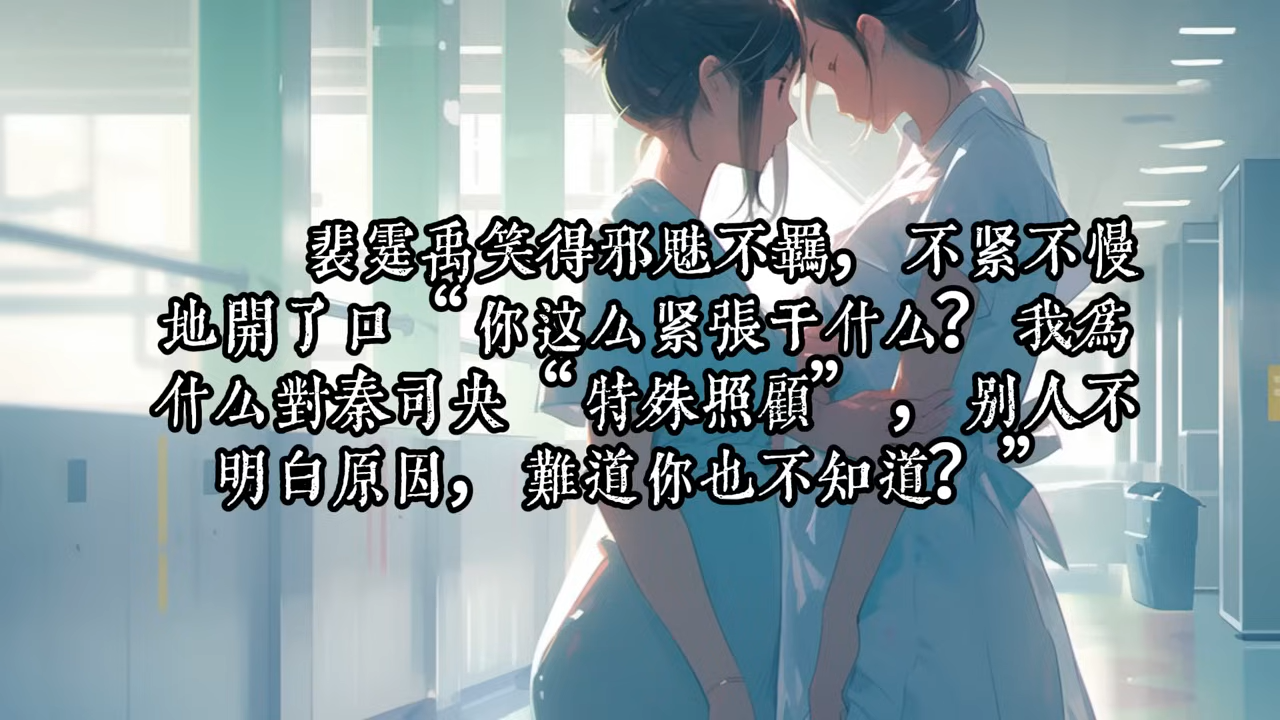 裴霆禹笑得邪魅不羈，不紧不慢
地開了口“你这么紧張干什么？我爲
什么對秦司央“特殊照顧”，别人不
明白原因，難道你也不知道？”